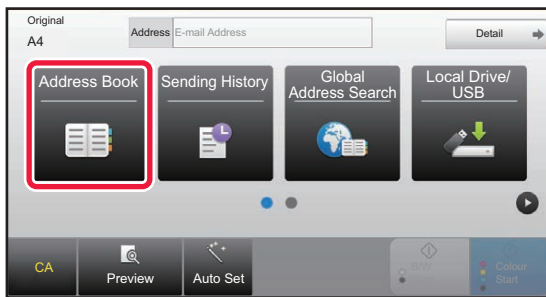 Original
A4
Address
E-mail Address
Detail
Address Book
Sending History
Global
Address Search
Local Drive/
USB
CA
Preview
Auto Set
B/W
Start
Colour
Start